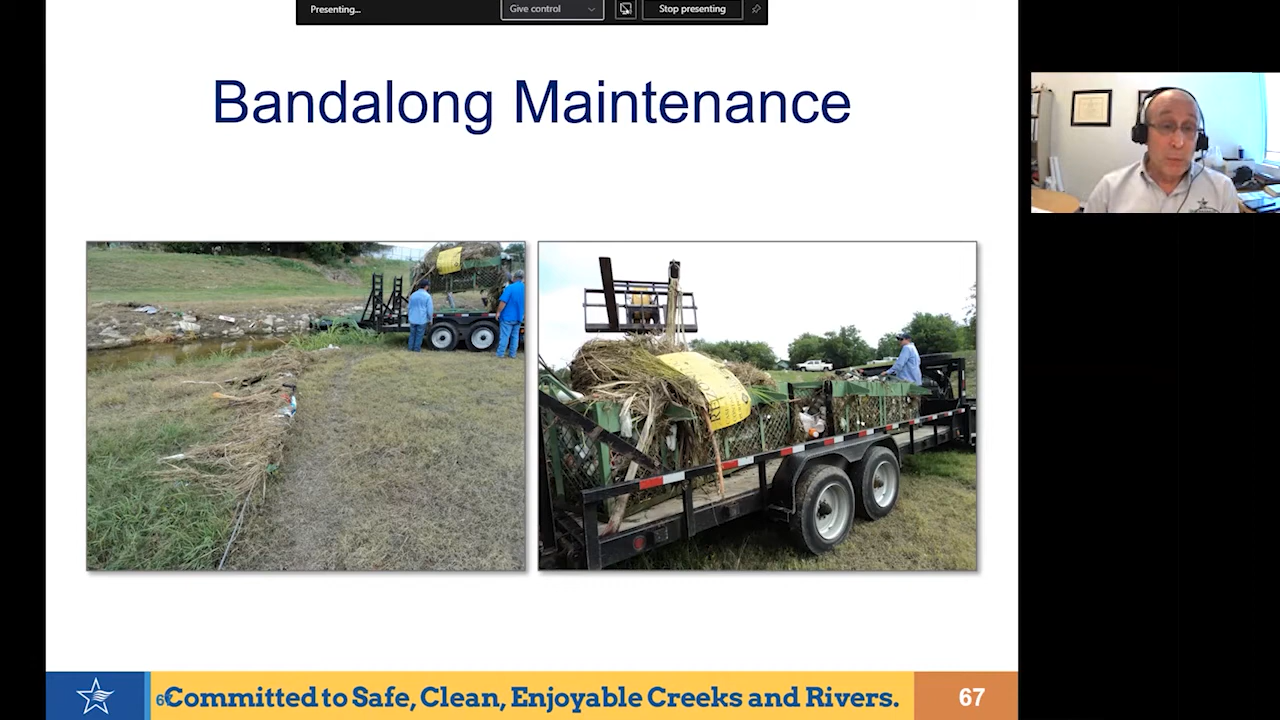 Presenting...
Give control
Stop presenting
Bandalong Maintenance
Committed to Safe, Clean, Enjoyable Creeks and Rivers.
67